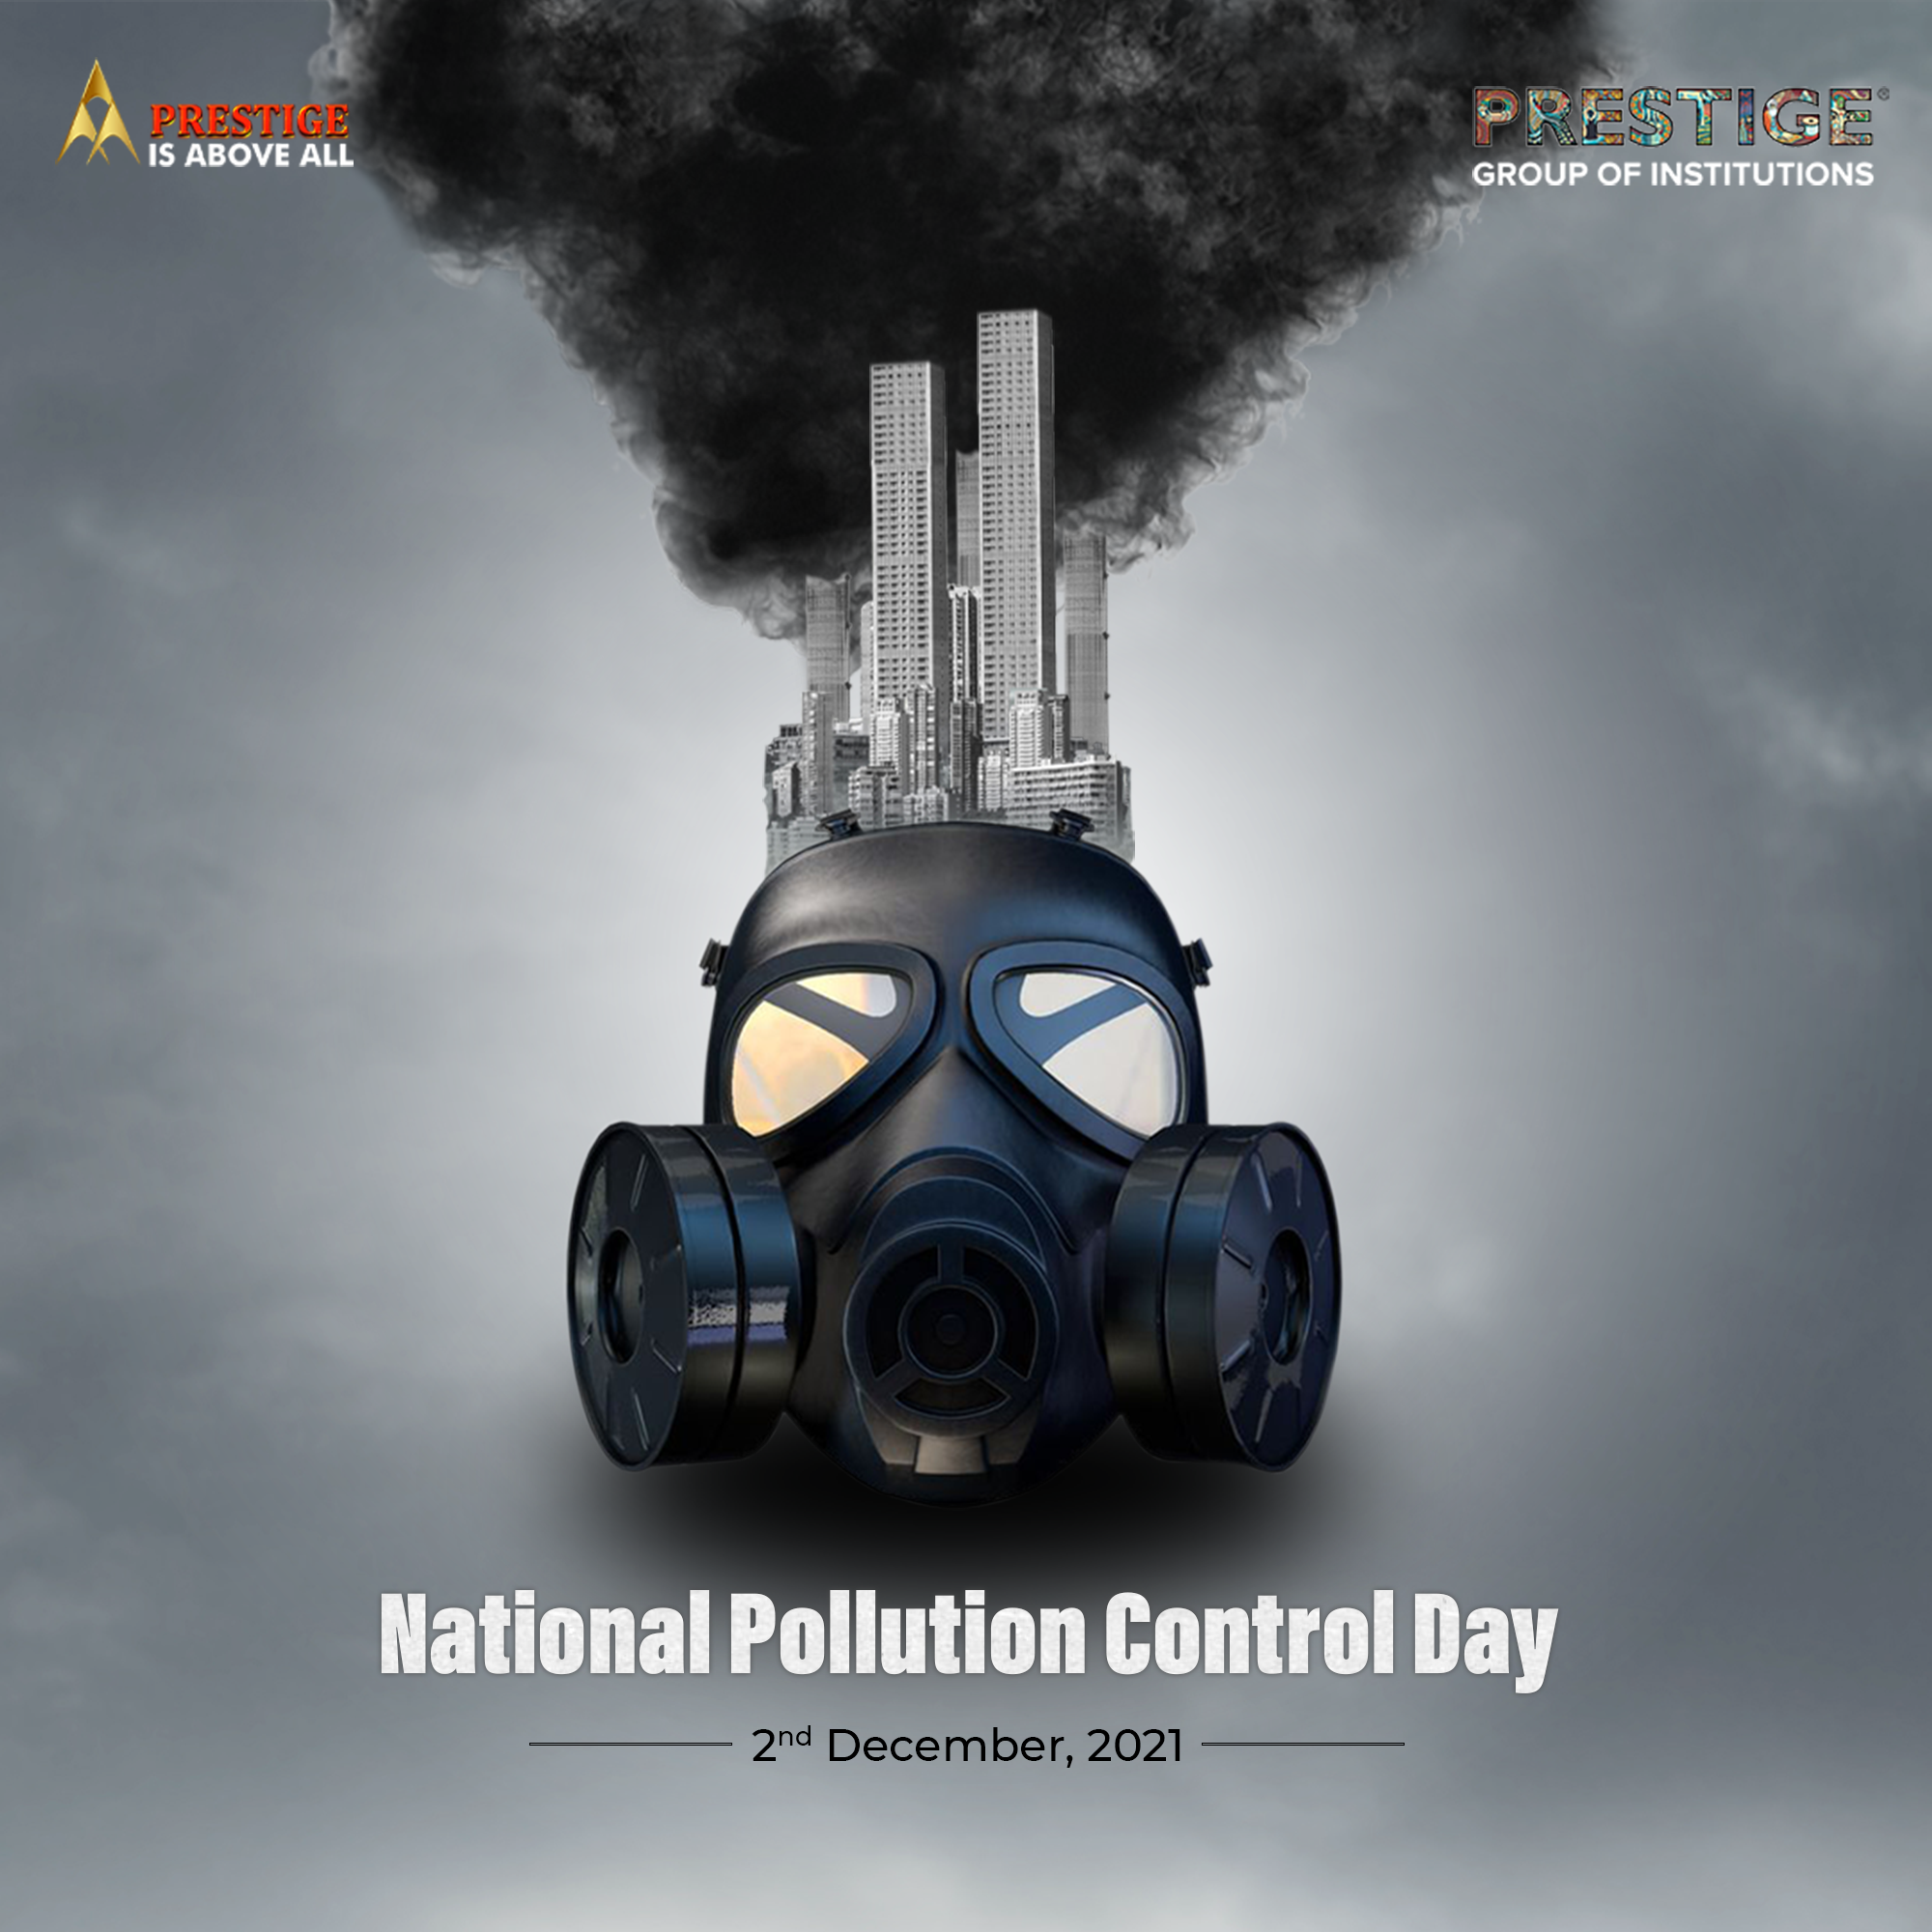 PRESTIGE
IS ABOVE ALL
PRESTIGE®
GROUP OF INSTITUTIONS
National Pollution Control Day
2nd December, 2021